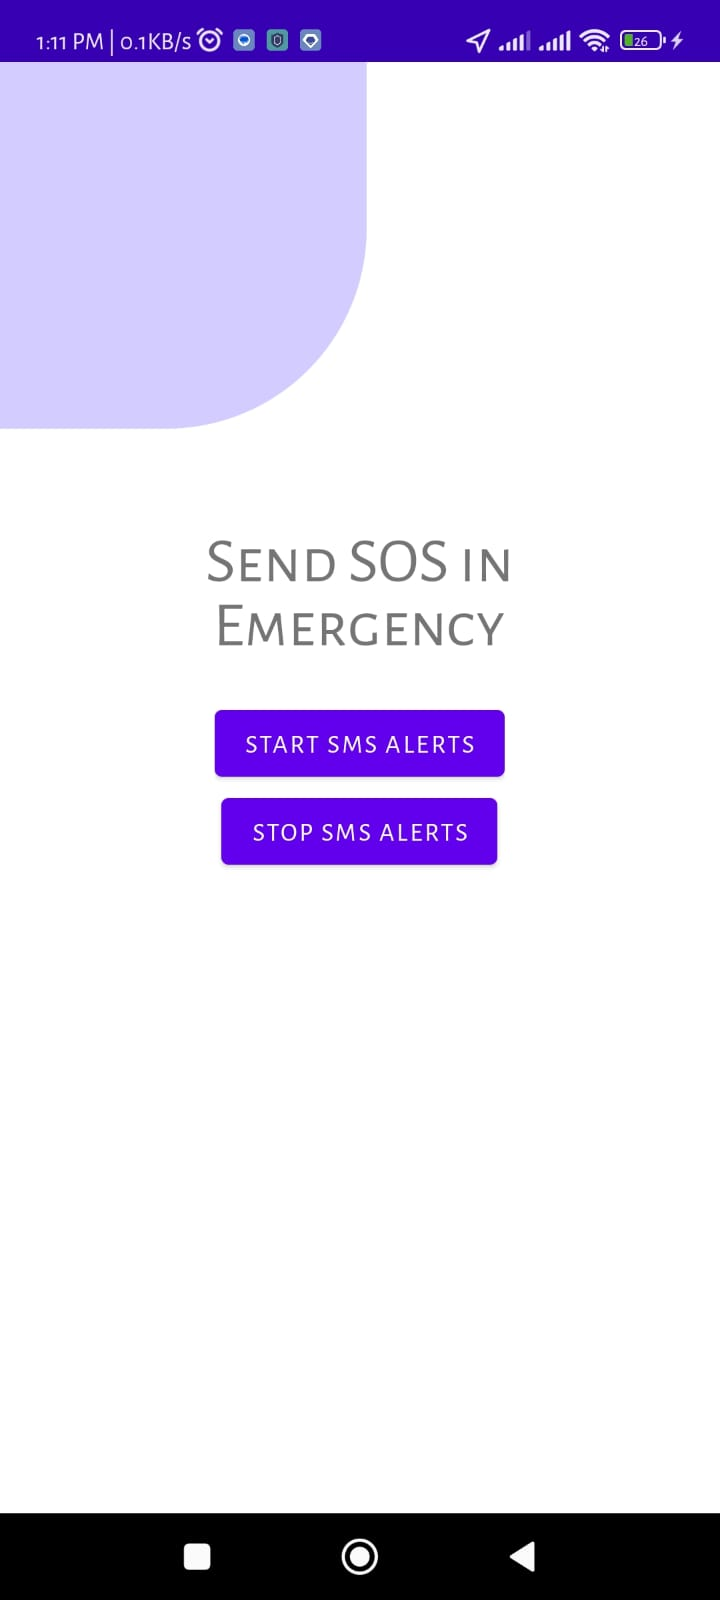 1:11 PM | 0.1KB/s 26
Send SOS in
Emergency
START SMS ALERTS
STOP SMS ALERTS